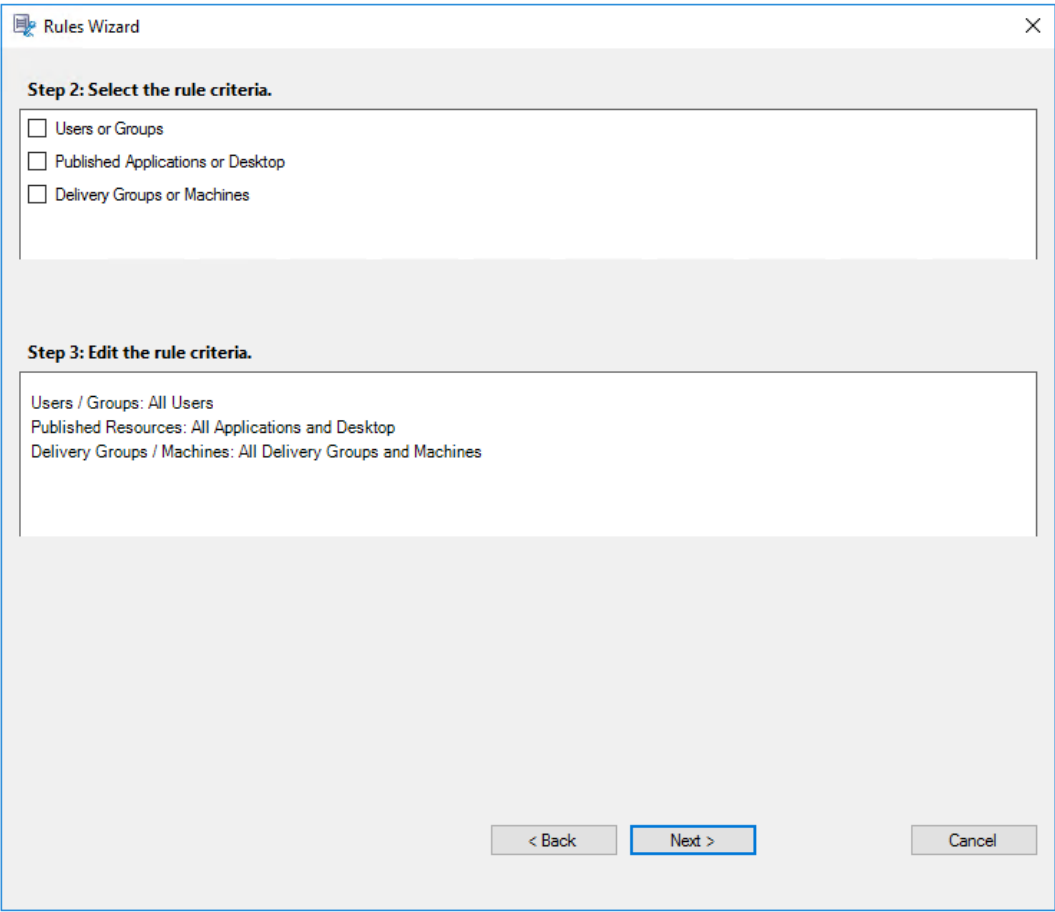 Rules Wizard
Step 2: Select the rule criteria.
Users or Groups
Published Applications or Desktop
Delivery Groups or Machines
Step 3: Edit the rule criteria.
Users / Groups: All Users
Published Resources: All Applications and Desktop
Delivery Groups / Machines: All Delivery Groups and Machines
< Back Next > Cancel